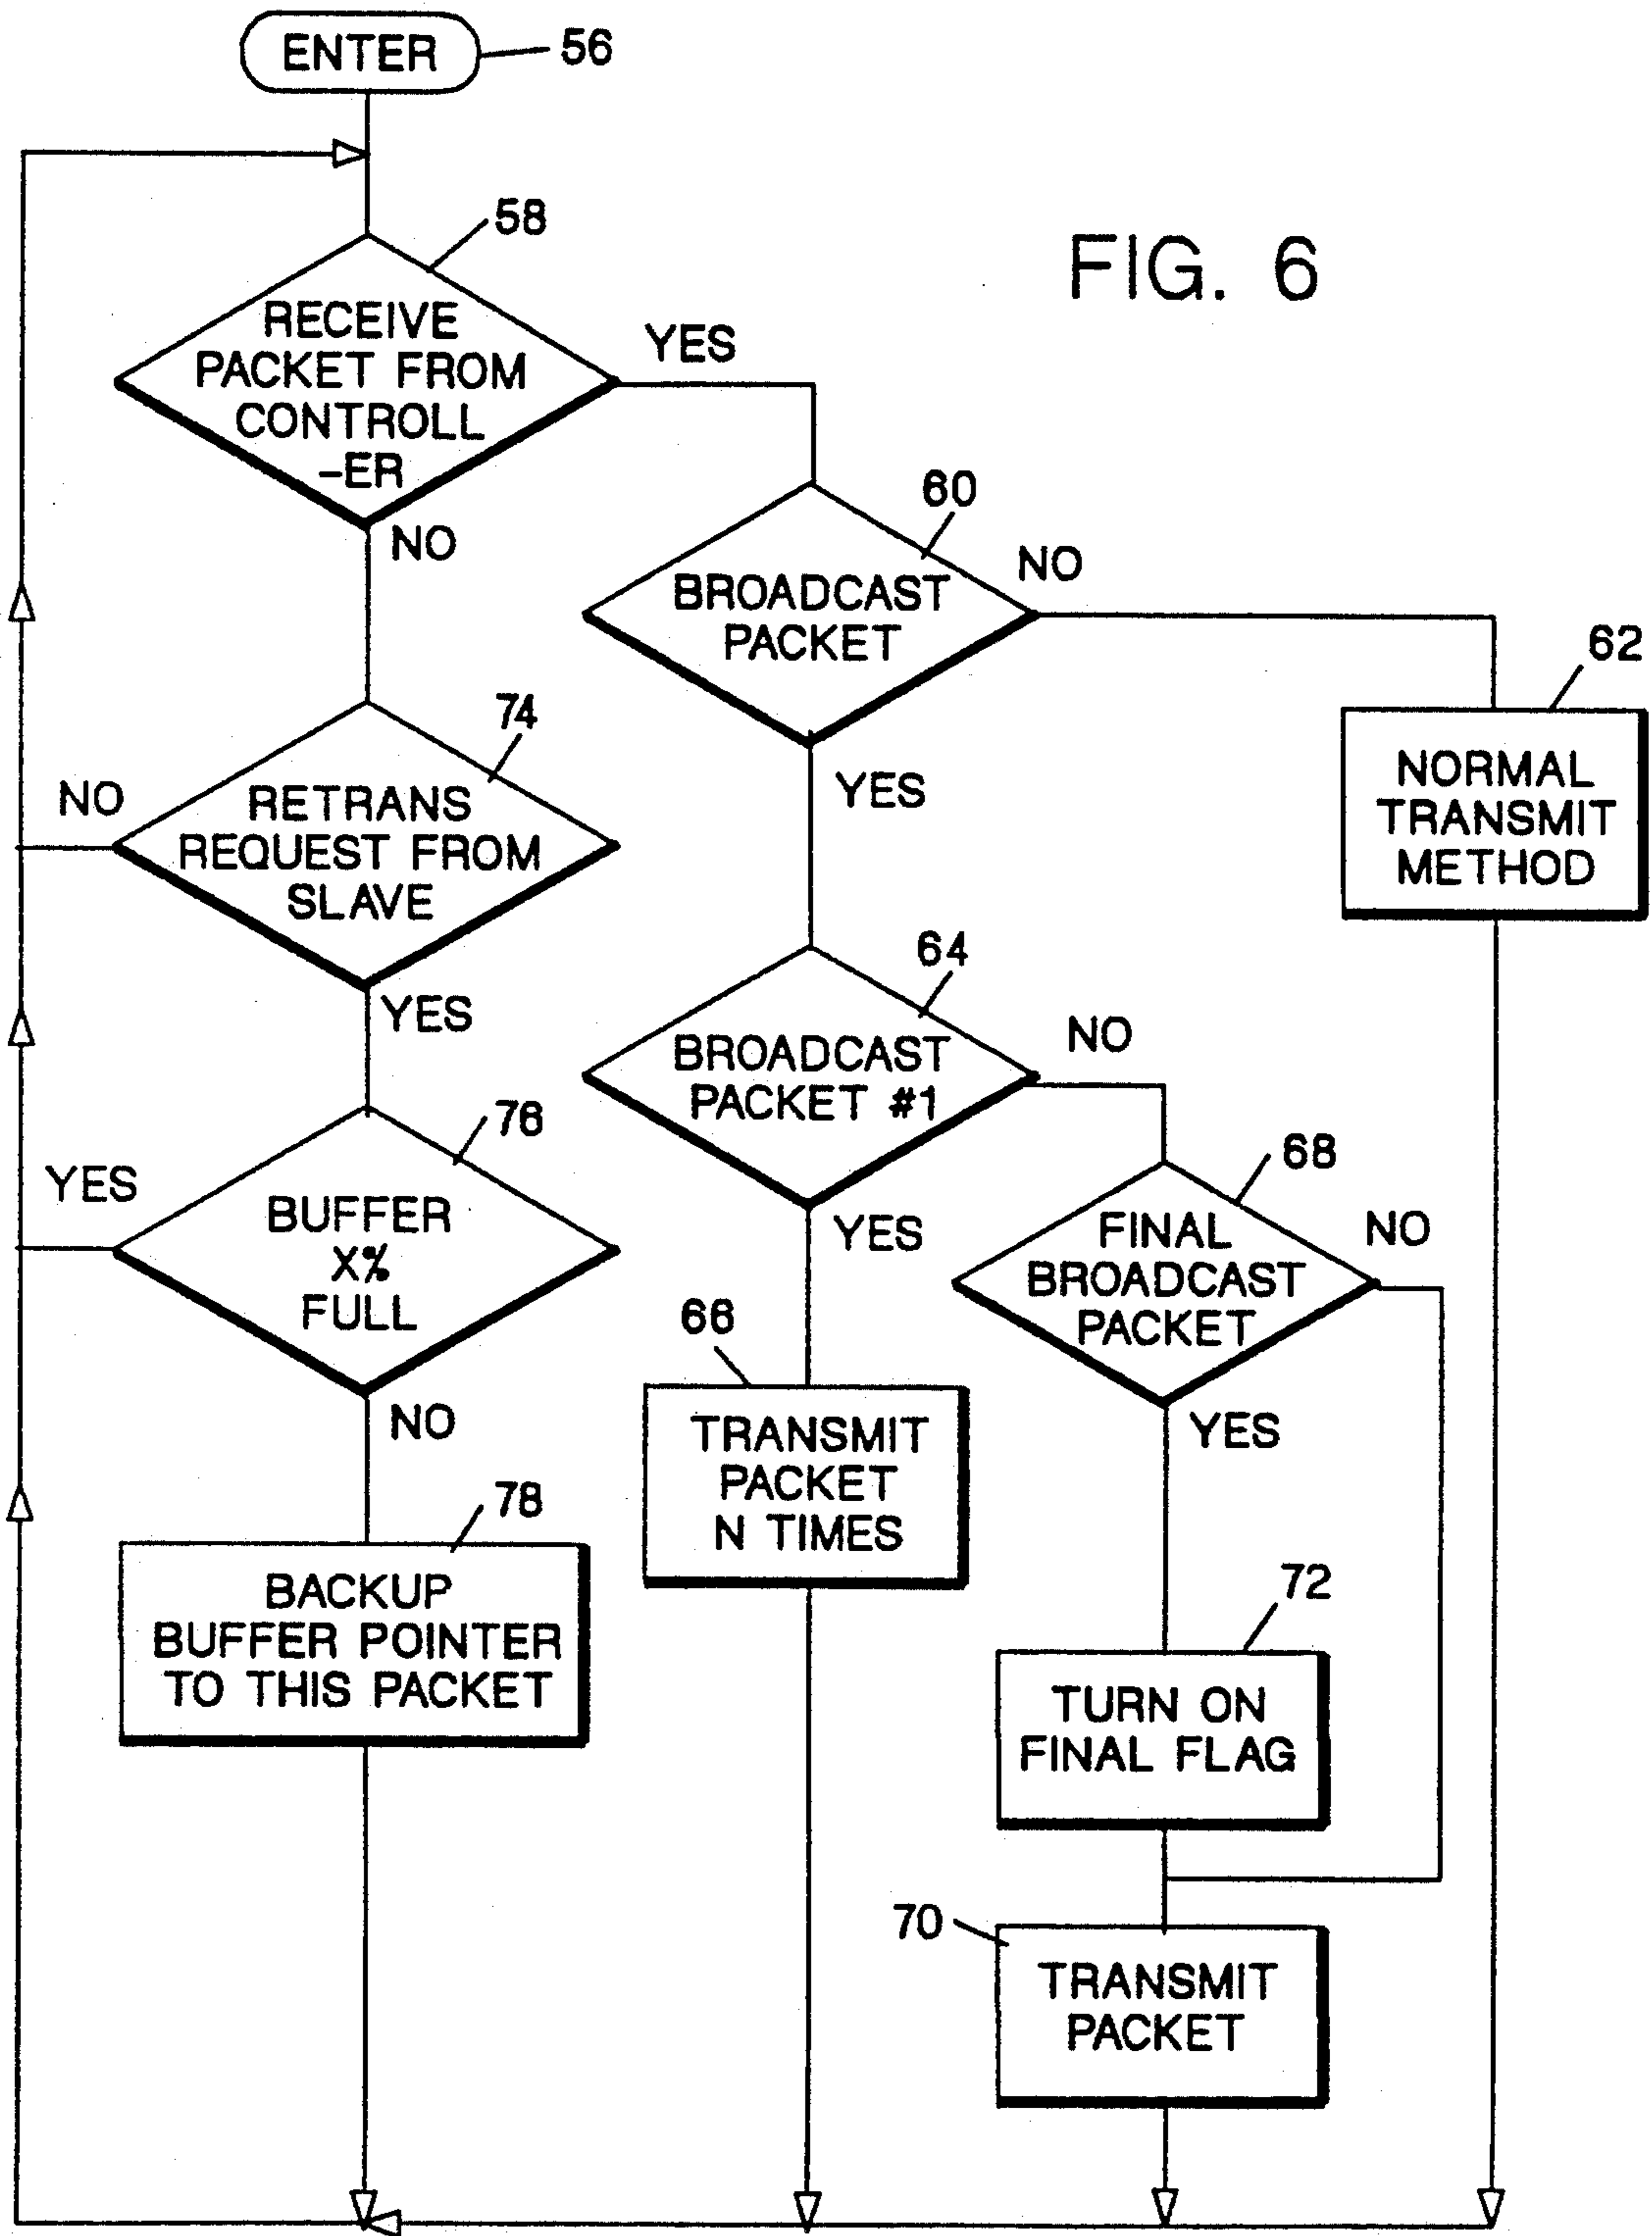 ENTER
56
58
FIG. 6
RECEIVE
PACKET FROM
CONTROLL
-ER
YES
NO
60
BROADCAST
PACKET
NO
YES
62
NORMAL
TRANSMIT
METHOD
74
RETRANS
REQUEST FROM
SLAVE
NO
YES
64
BROADCAST
PACKET #1
NO
YES
76
BUFFER
X%
FULL
YES
NO
68
FINAL
BROADCAST
PACKET
NO
YES
66
TRANSMIT
PACKET
N TIMES
78
BACKUP
BUFFER POINTER
TO THIS PACKET
72
TURN ON
FINAL FLAG
70
TRANSMIT
PACKET